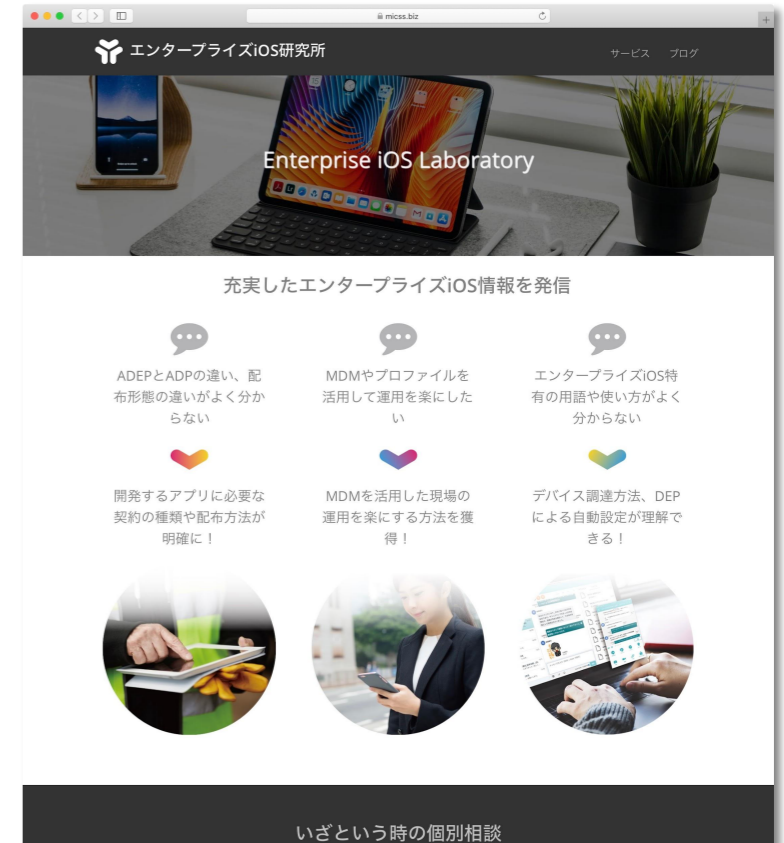 micss.biz
エンタープライズiOS研究所
サービス ブログ
Enterprise iOS Laboratory
充実したエンタープライズiOS情報を発信
ADEPとADPの違い、配
布形態の違いがよく分か
らない
MDMやプロファイルを
活用して運用を楽にした
い
エンタープライズiOS特
有の用語や使い方がよく
分からない
開発するアプリに必要な
契約の種類や配布方法が
明確に！
MDMを活用した現場の
運用を楽にする方法を獲
得！
デバイス調達方法、DEP
による自動設定が理解で
きる！
いざという時の個別相談